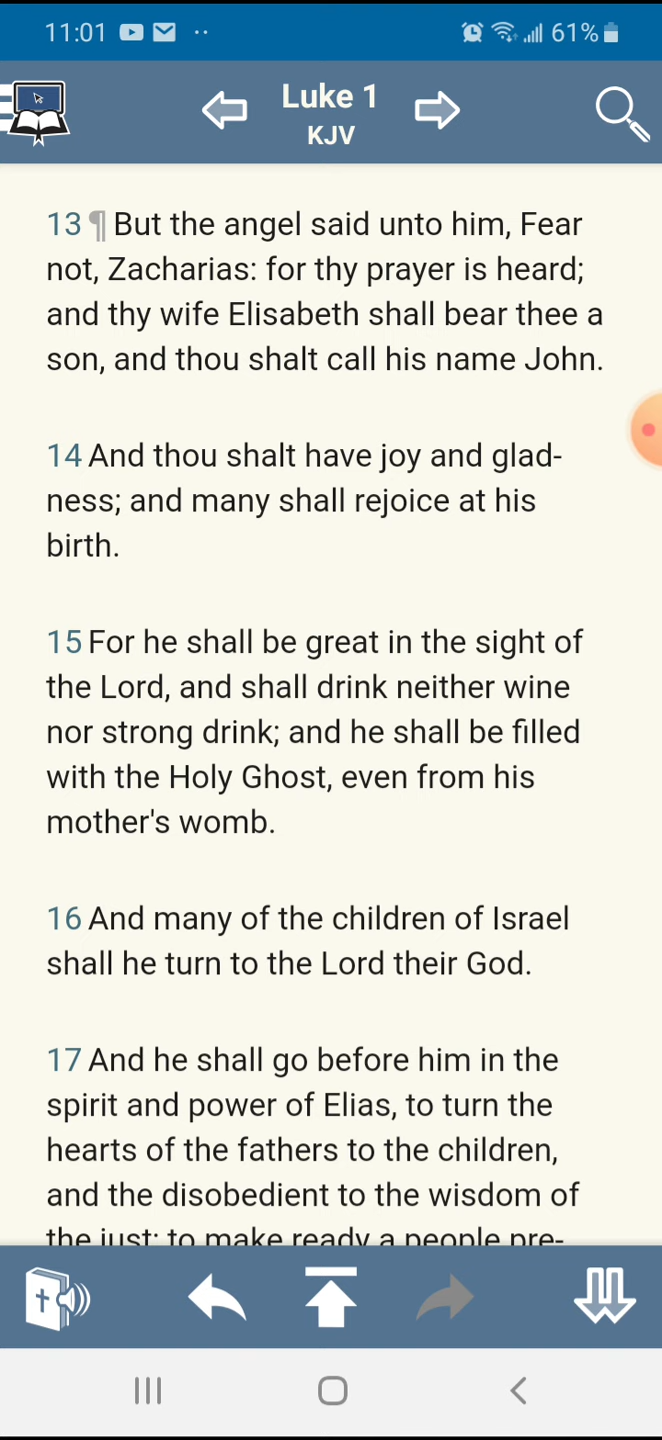 11:01
61%
Luke 1
KJV
13 ¶ But the angel said unto him, Fear
not, Zacharias: for thy prayer is heard;
and thy wife Elisabeth shall bear thee a
son, and thou shalt call his name John.
14 And thou shalt have joy and glad-
ness; and many shall rejoice at his
birth.
15 For he shall be great in the sight of
the Lord, and shall drink neither wine
nor strong drink; and he shall be filled
with the Holy Ghost, even from his
mother's womb.
16 And many of the children of Israel
shall he turn to the Lord their God.
17 And he shall go before him in the
spirit and power of Elias, to turn the
hearts of the fathers to the children,
and the disobedient to the wisdom of
the just; to make ready a people pre-